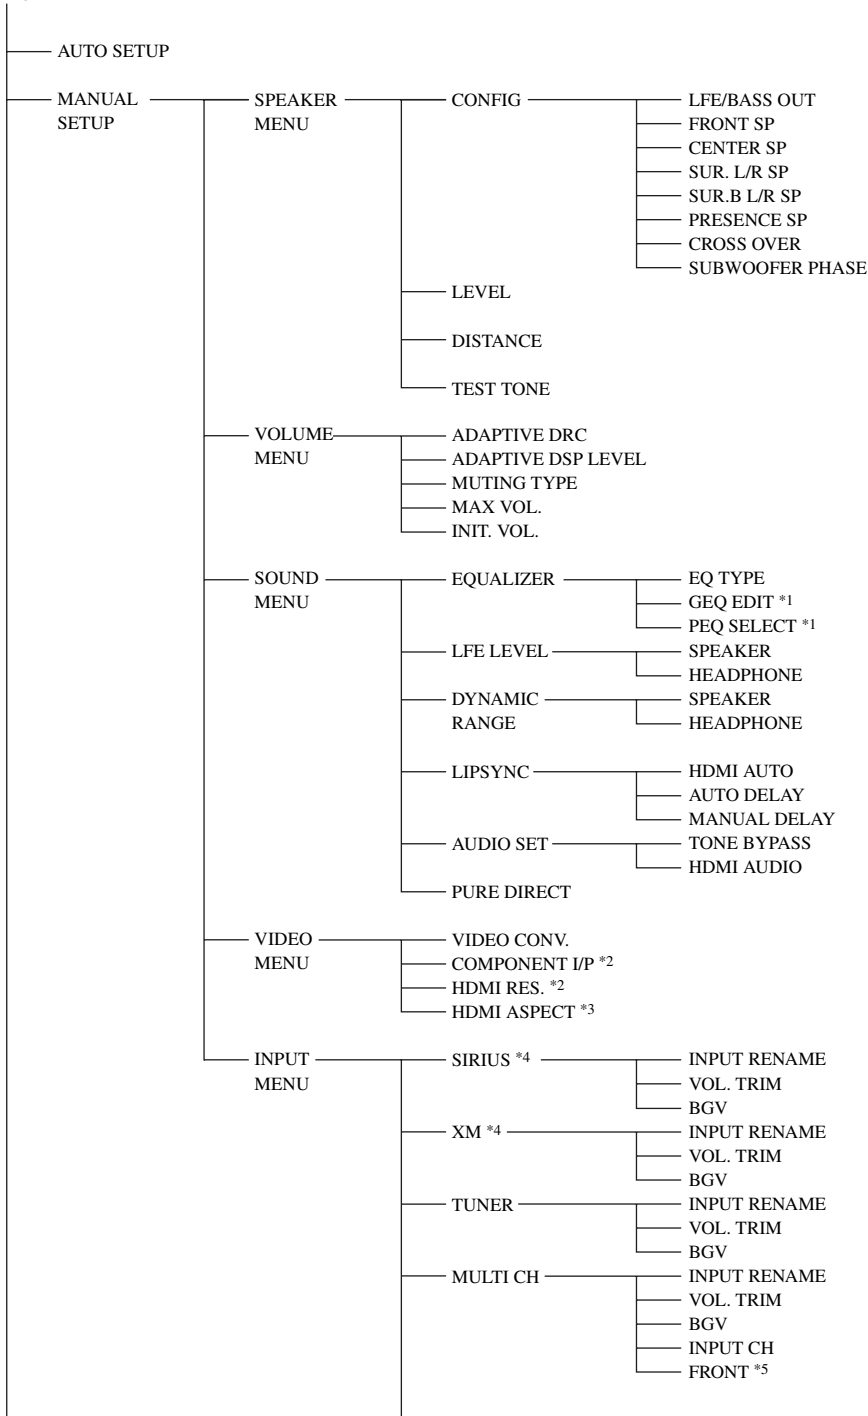 AUTO SETUP
MANUAL SPEAKER CONFIG LFE/BASS OUT
SETUP MENU FRONT SP
CENTER SP
SUR. L/R SP
SUR.B L/R SP
PRESENCE SP
CROSS OVER
SUBWOOFER PHASE
LEVEL
DISTANCE
TEST TONE
VOLUME ADAPTIVE DRC
MENU ADAPTIVE DSP LEVEL
MUTING TYPE
MAX VOL.
INIT. VOL.
SOUND EQUALIZER EQ TYPE
MENU GEQ EDIT *1
PEQ SELECT *1
LFE LEVEL SPEAKER
HEADPHONE
DYNAMIC SPEAKER
RANGE HEADPHONE
LIPSYNC HDMI AUTO
AUTO DELAY
MANUAL DELAY
AUDIO SET TONE BYPASS
HDMI AUDIO
PURE DIRECT
VIDEO VIDEO CONV.
MENU COMPONENT I/P *2
HDMI RES. *2
HDMI ASPECT *3
INPUT SIRIUS *4 INPUT RENAME
MENU VOL. TRIM
BGV
XM *4 INPUT RENAME
VOL. TRIM
BGV
TUNER INPUT RENAME
VOL. TRIM
BGV
MULTI CH INPUT RENAME
VOL. TRIM
BGV
INPUT CH
FRONT *5